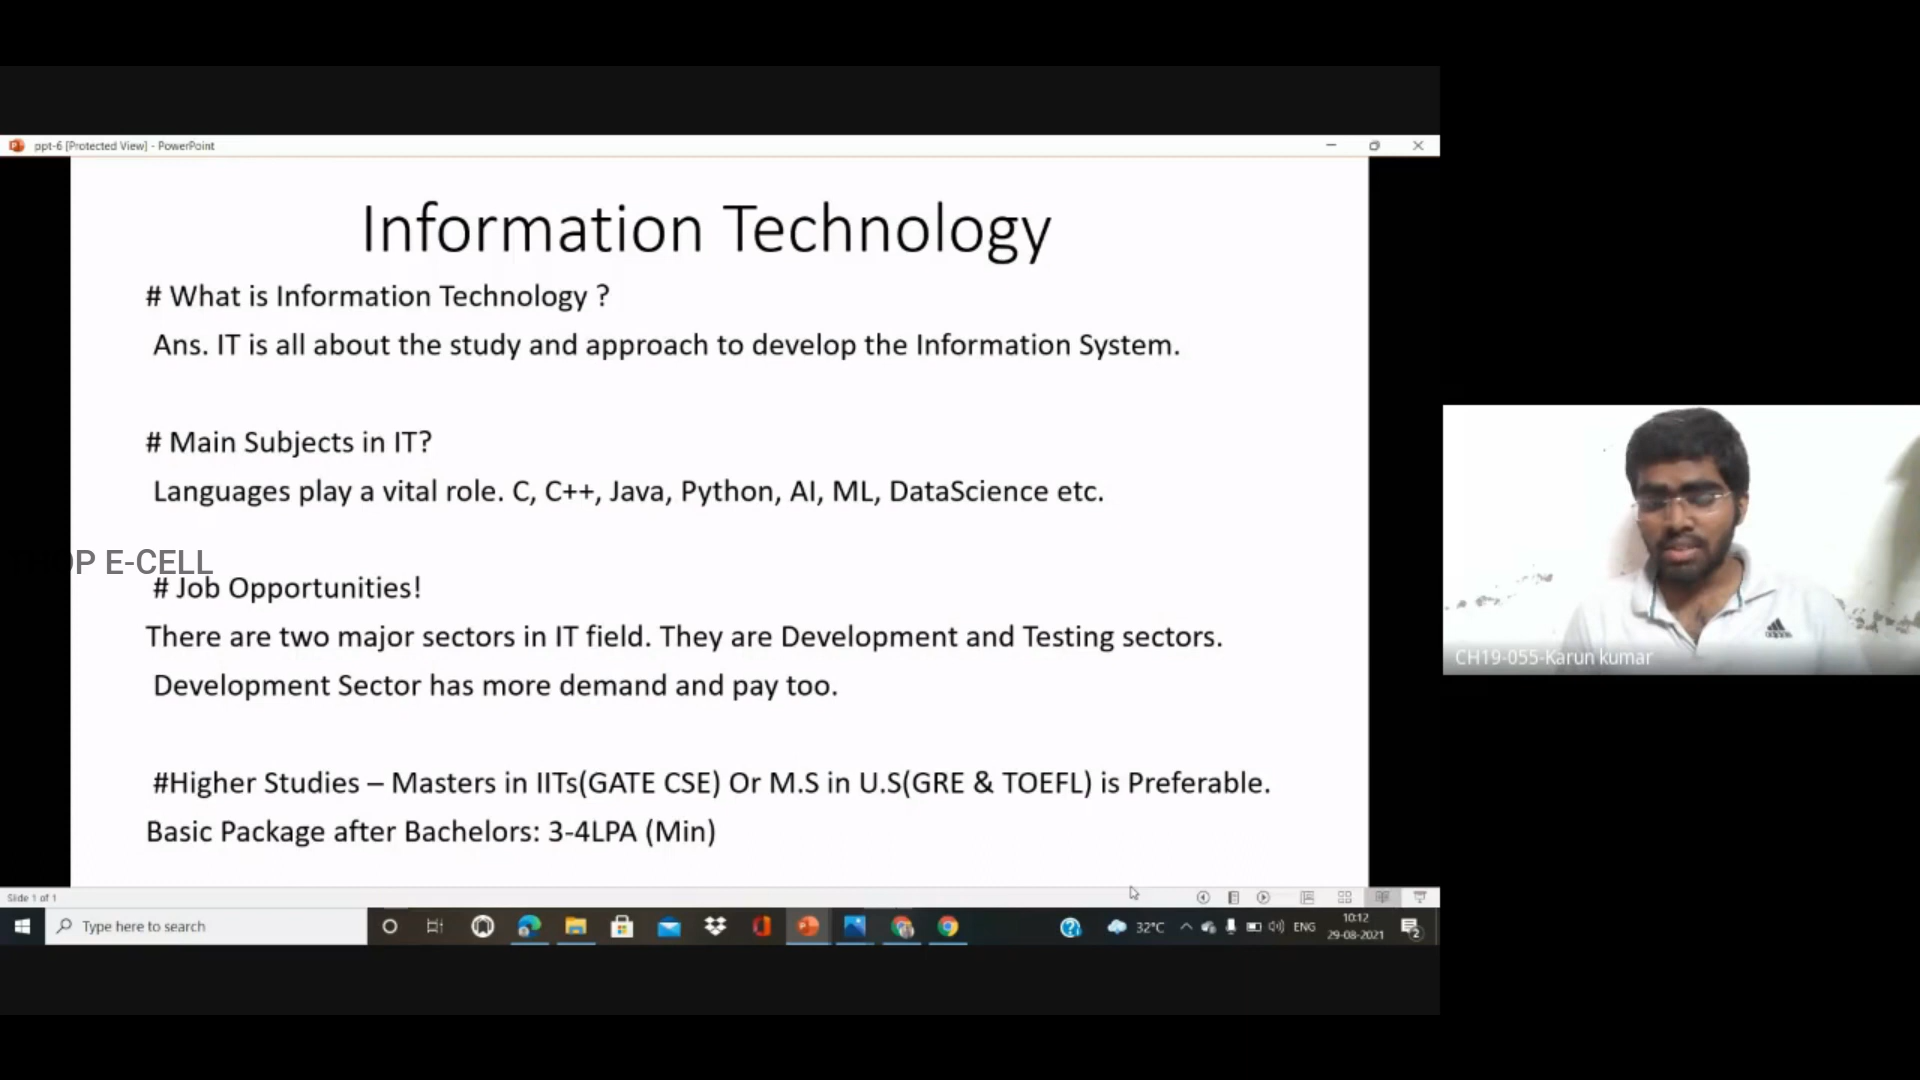 ppt-6 [Protected View] - PowerPoint
Information Technology
# What is Information Technology ?
Ans. IT is all about the study and approach to develop the Information System.
# Main Subjects in IT?
Languages play a vital role. C, C++, Java, Python, AI, ML, DataScience etc.
P E-CELL
# Job Opportunities!
There are two major sectors in IT field. They are Development and Testing sectors.
Development Sector has more demand and pay too.
#Higher Studies – Masters in IITs(GATE CSE) Or M.S in U.S(GRE & TOEFL) is Preferable.
Basic Package after Bachelors: 3-4LPA (Min)
adidas
CH19-055-Karun kumar
Slide 1 of 1
Type here to search
32°C
ENG
10:12
29-08-2021
2